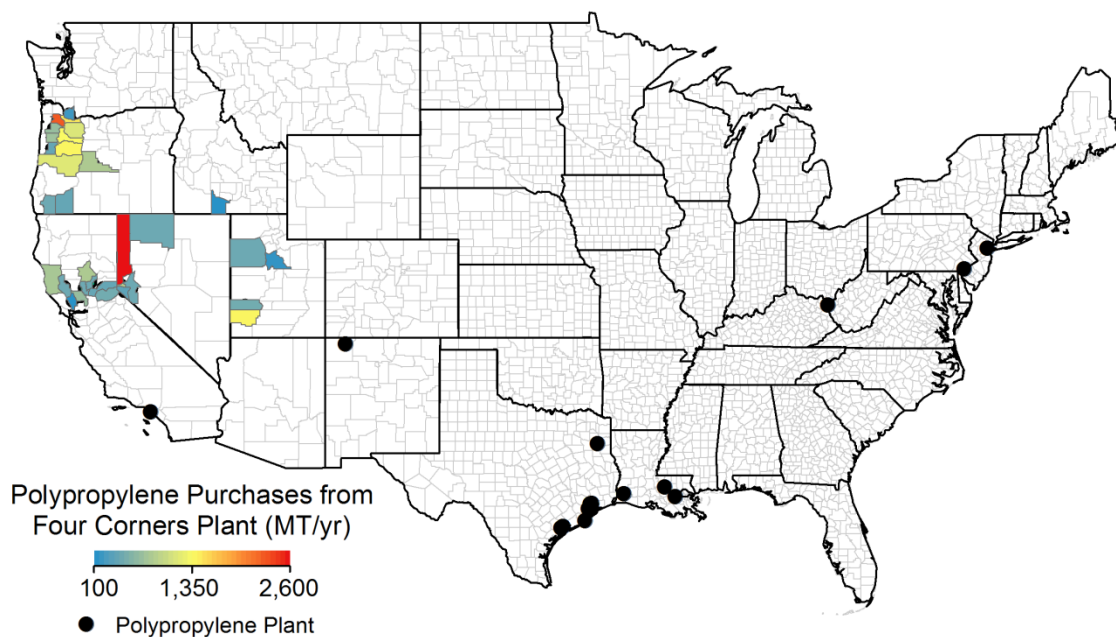 Polypropylene Purchases from
Four Corners Plant (MT/yr)
100 1,350 2,600
Polypropylene Plant